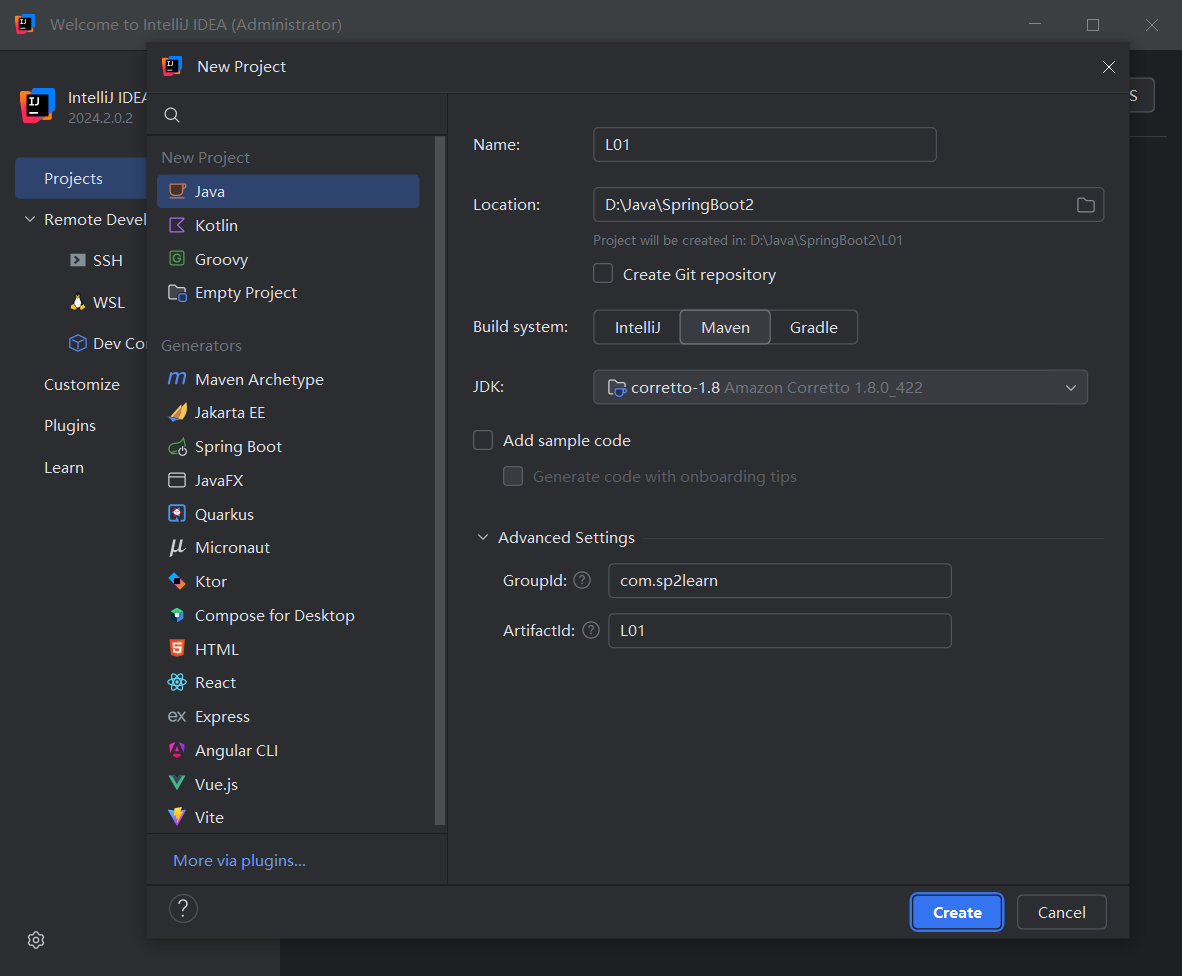 Welcome to IntelliJ IDEA (Administrator)
IntelliJ IDEA
2024.2.0.2
Projects
Remote Devel
SSH
WSL
Dev Co
Customize
Plugins
Learn
S
New Project
New Project
Java
Kotlin
Groovy
Empty Project
Generators
Maven Archetype
Jakarta EE
Spring Boot
JavaFX
Quarkus
Micronaut
Ktor
Compose for Desktop
HTML
React
Express
Angular CLI
Vue.js
Vite
More via plugins...
Name: L01
Location: D:\Java\SpringBoot2
Project will be created in: D:\Java\SpringBoot2\L01
Create Git repository
Build system: IntelliJ Maven Gradle
JDK: corretto-1.8 Amazon Corretto 1.8.0_422
Add sample code
Generate code with onboarding tips
Advanced Settings
GroupId: ? com.sp2learn
ArtifactId: ? L01
? Create Cancel